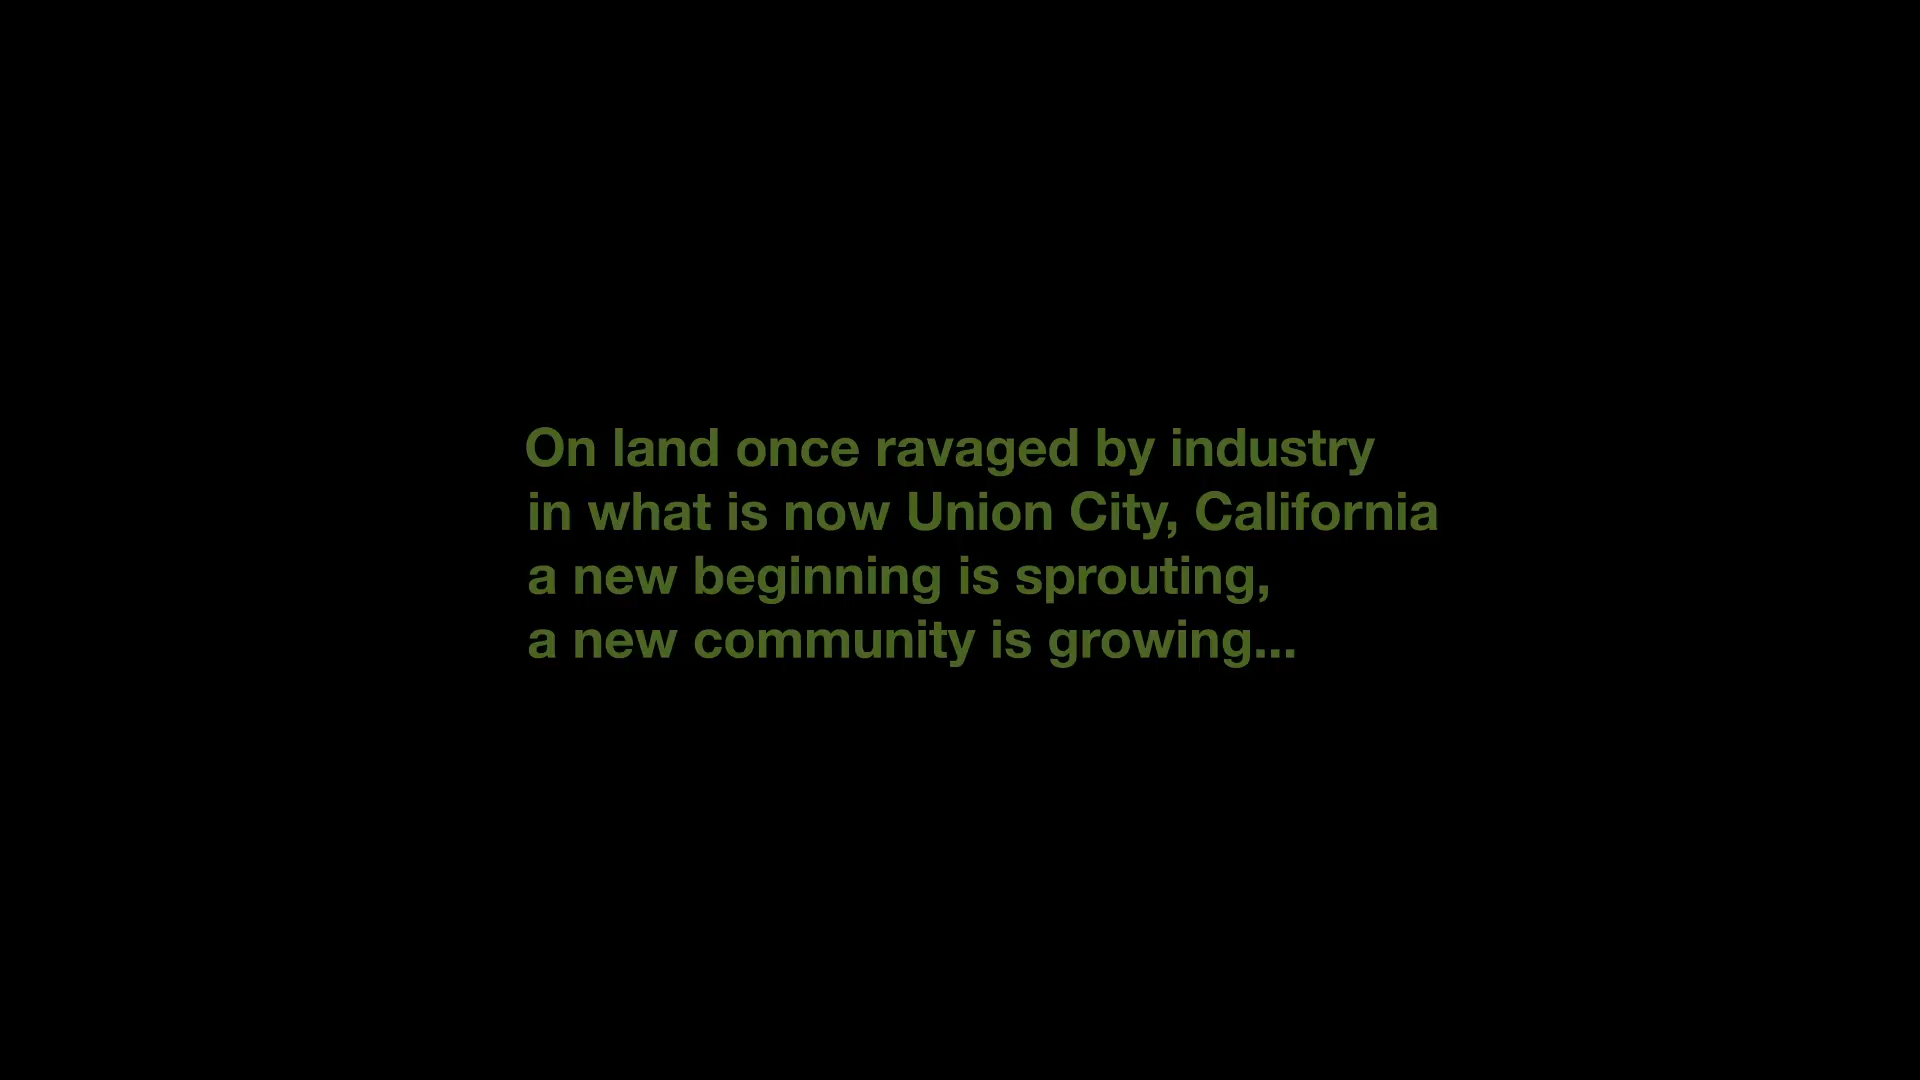 On land once ravaged by industry
in what is now Union City, California
a new beginning is sprouting,
a new community is growing...